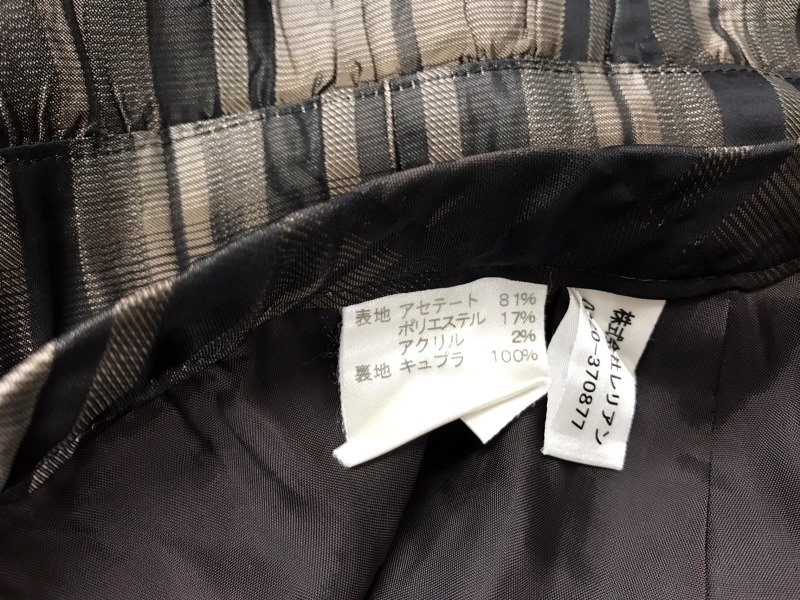 表地 アセテート 81%
ポリエステル 17%
アクリル 2%
裏地 キュプラ 100%
株式会社レリアン
0120-370877